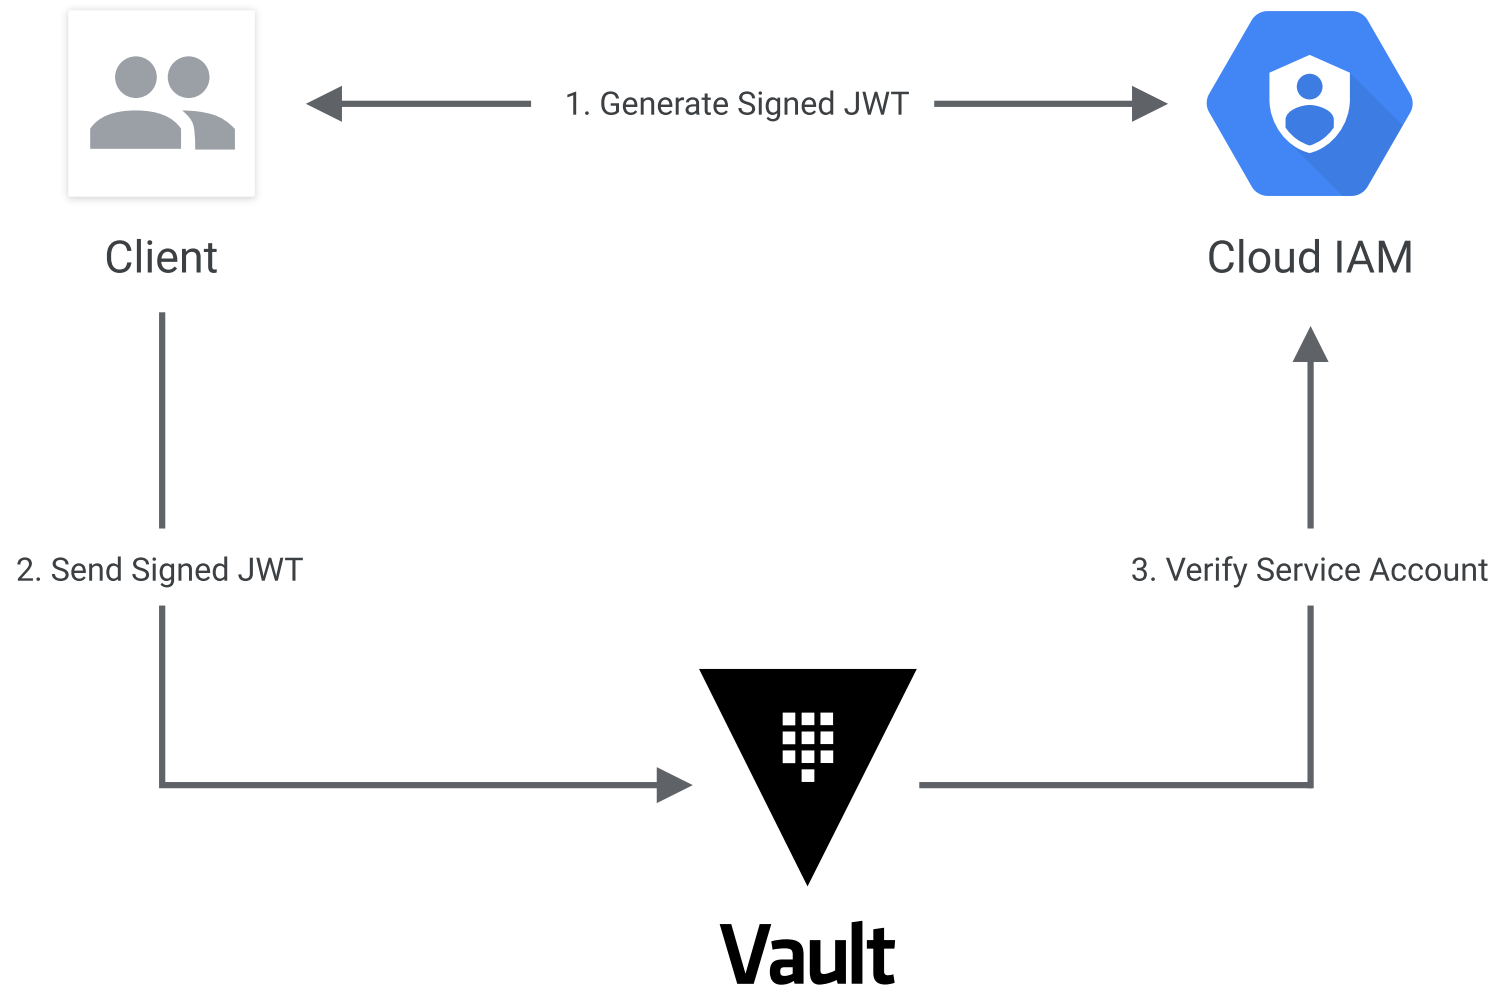 1. Generate Signed JWT
Client
Cloud IAM
2. Send Signed JWT
3. Verify Service Account
Vault